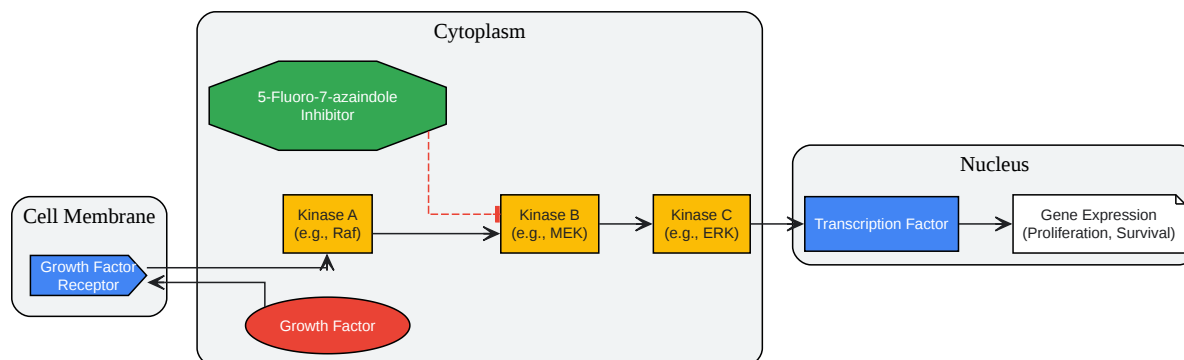 Cytoplasm
5-Fluoro-7-azaindole
Inhibitor
Nucleus
Cell Membrane
Kinase A
(e.g., Raf)
Kinase B
(e.g., MEK)
Kinase C
(e.g., ERK)
Transcription Factor
Gene Expression
(Proliferation, Survival)
Growth Factor
Receptor
Growth Factor